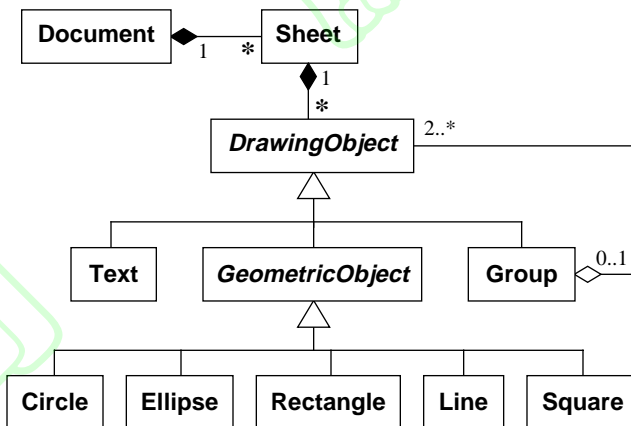 Document 1 * Sheet
1
*
DrawingObject 2..*
Text GeometricObject Group 0..1
Circle Ellipse Rectangle Line Square